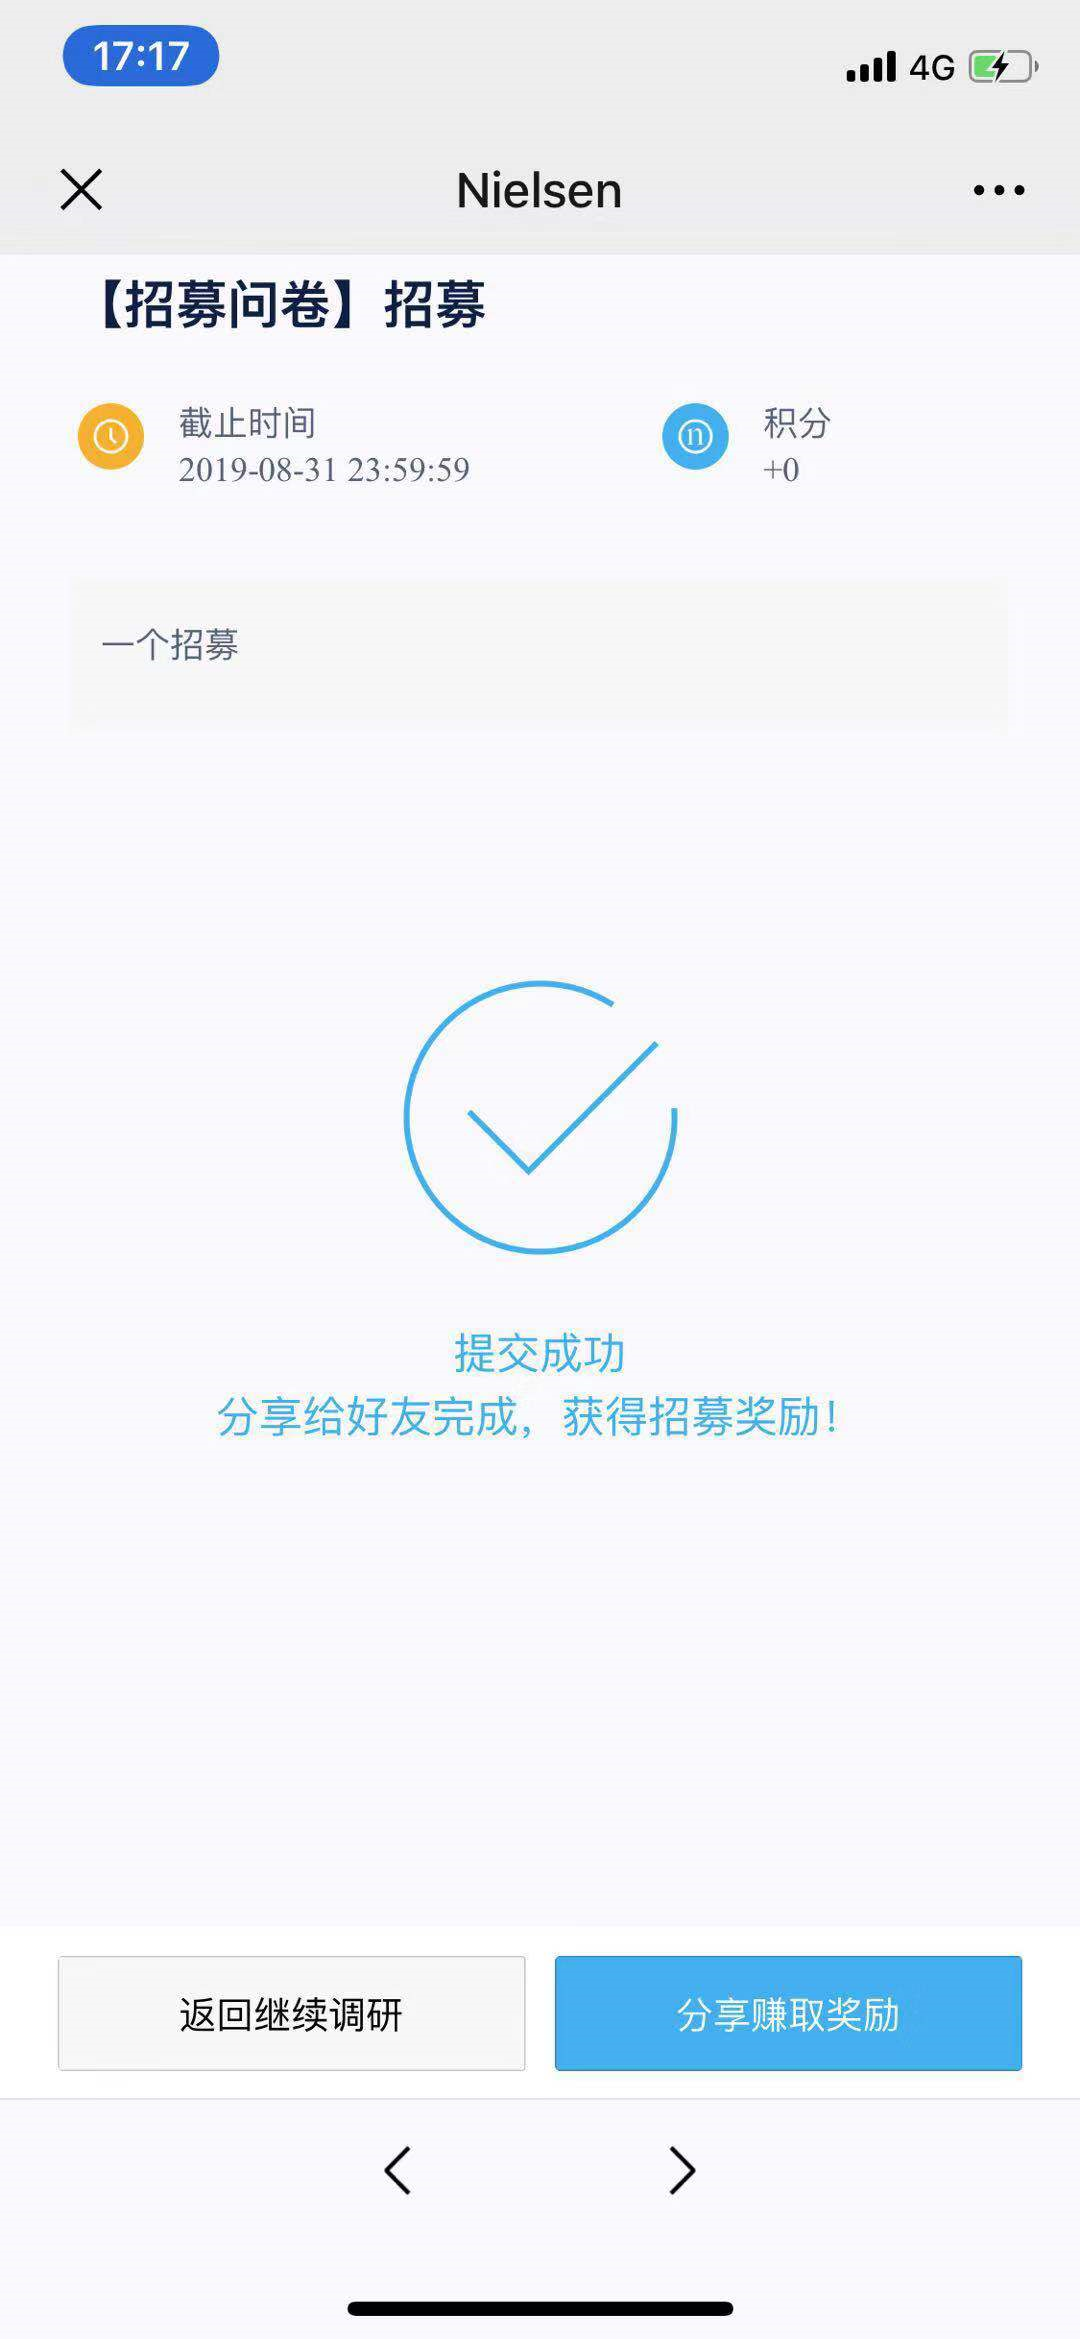 17:17
4G
Nielsen
【招募问卷】招募
截止时间
2019-08-31 23:59:59
积分
+0
一个招募
提交成功
分享给好友完成，获得招募奖励！
返回继续调研
分享赚取奖励